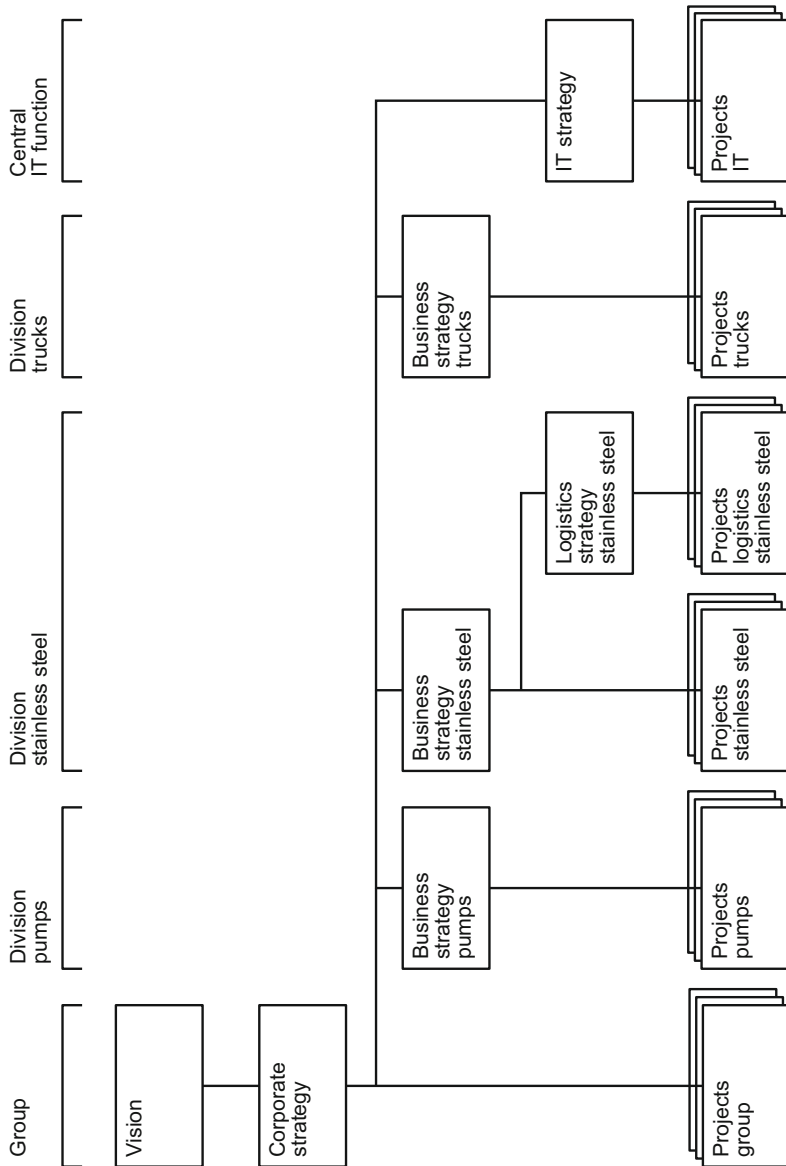 Group
Division
pumps
Division
stainless steel
Division
trucks
Central
IT function
Vision
Corporate
strategy
Business
strategy
pumps
Business
strategy
stainless steel
Business
strategy
trucks
Logistics
strategy
stainless steel
IT strategy
Projects
group
Projects
pumps
Projects
stainless steel
Projects
logistics
stainless steel
Projects
trucks
Projects
IT